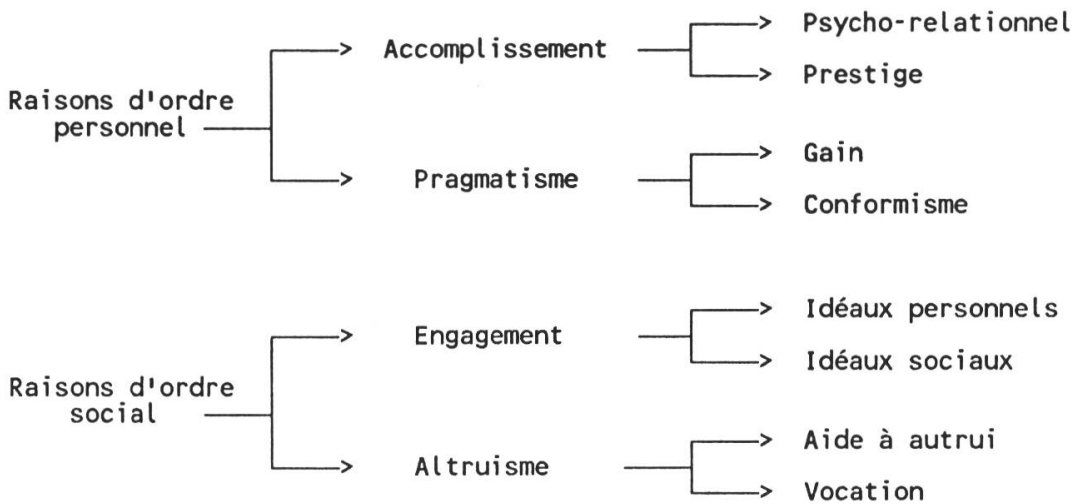 Psycho-relationnel
Accomplissement
Prestige
Raisons d'ordre
personnel
Gain
Pragmatisme
Conformisme
Idéaux personnels
Engagement
Idéaux sociaux
Raisons d'ordre
social
Aide à autrui
Altruisme
Vocation